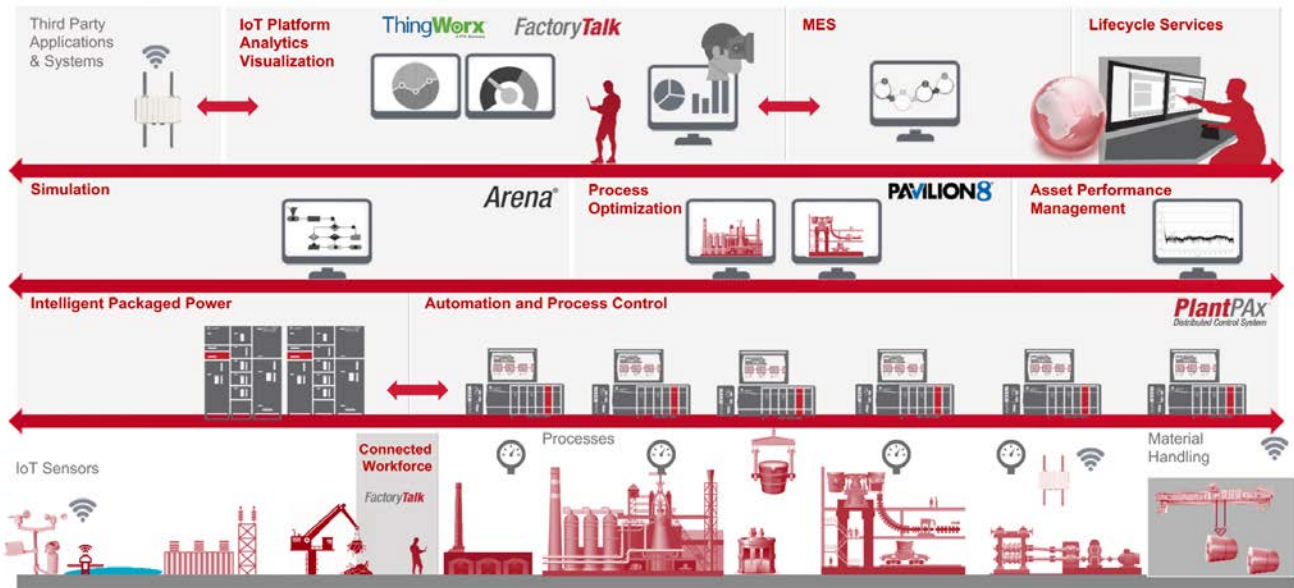 Third Party
Applications
& Systems
IoT Platform
Analytics
Visualization
ThingWorx
FactoryTalk
MES
Lifecycle Services
Simulation
Arena®
Process
Optimization
PAVILION8
Asset Performance
Management
Intelligent Packaged Power
Automation and Process Control
PlantPAx
Distributed Control System
IoT Sensors
Connected
Workforce
FactoryTalk
Processes
Material
Handling